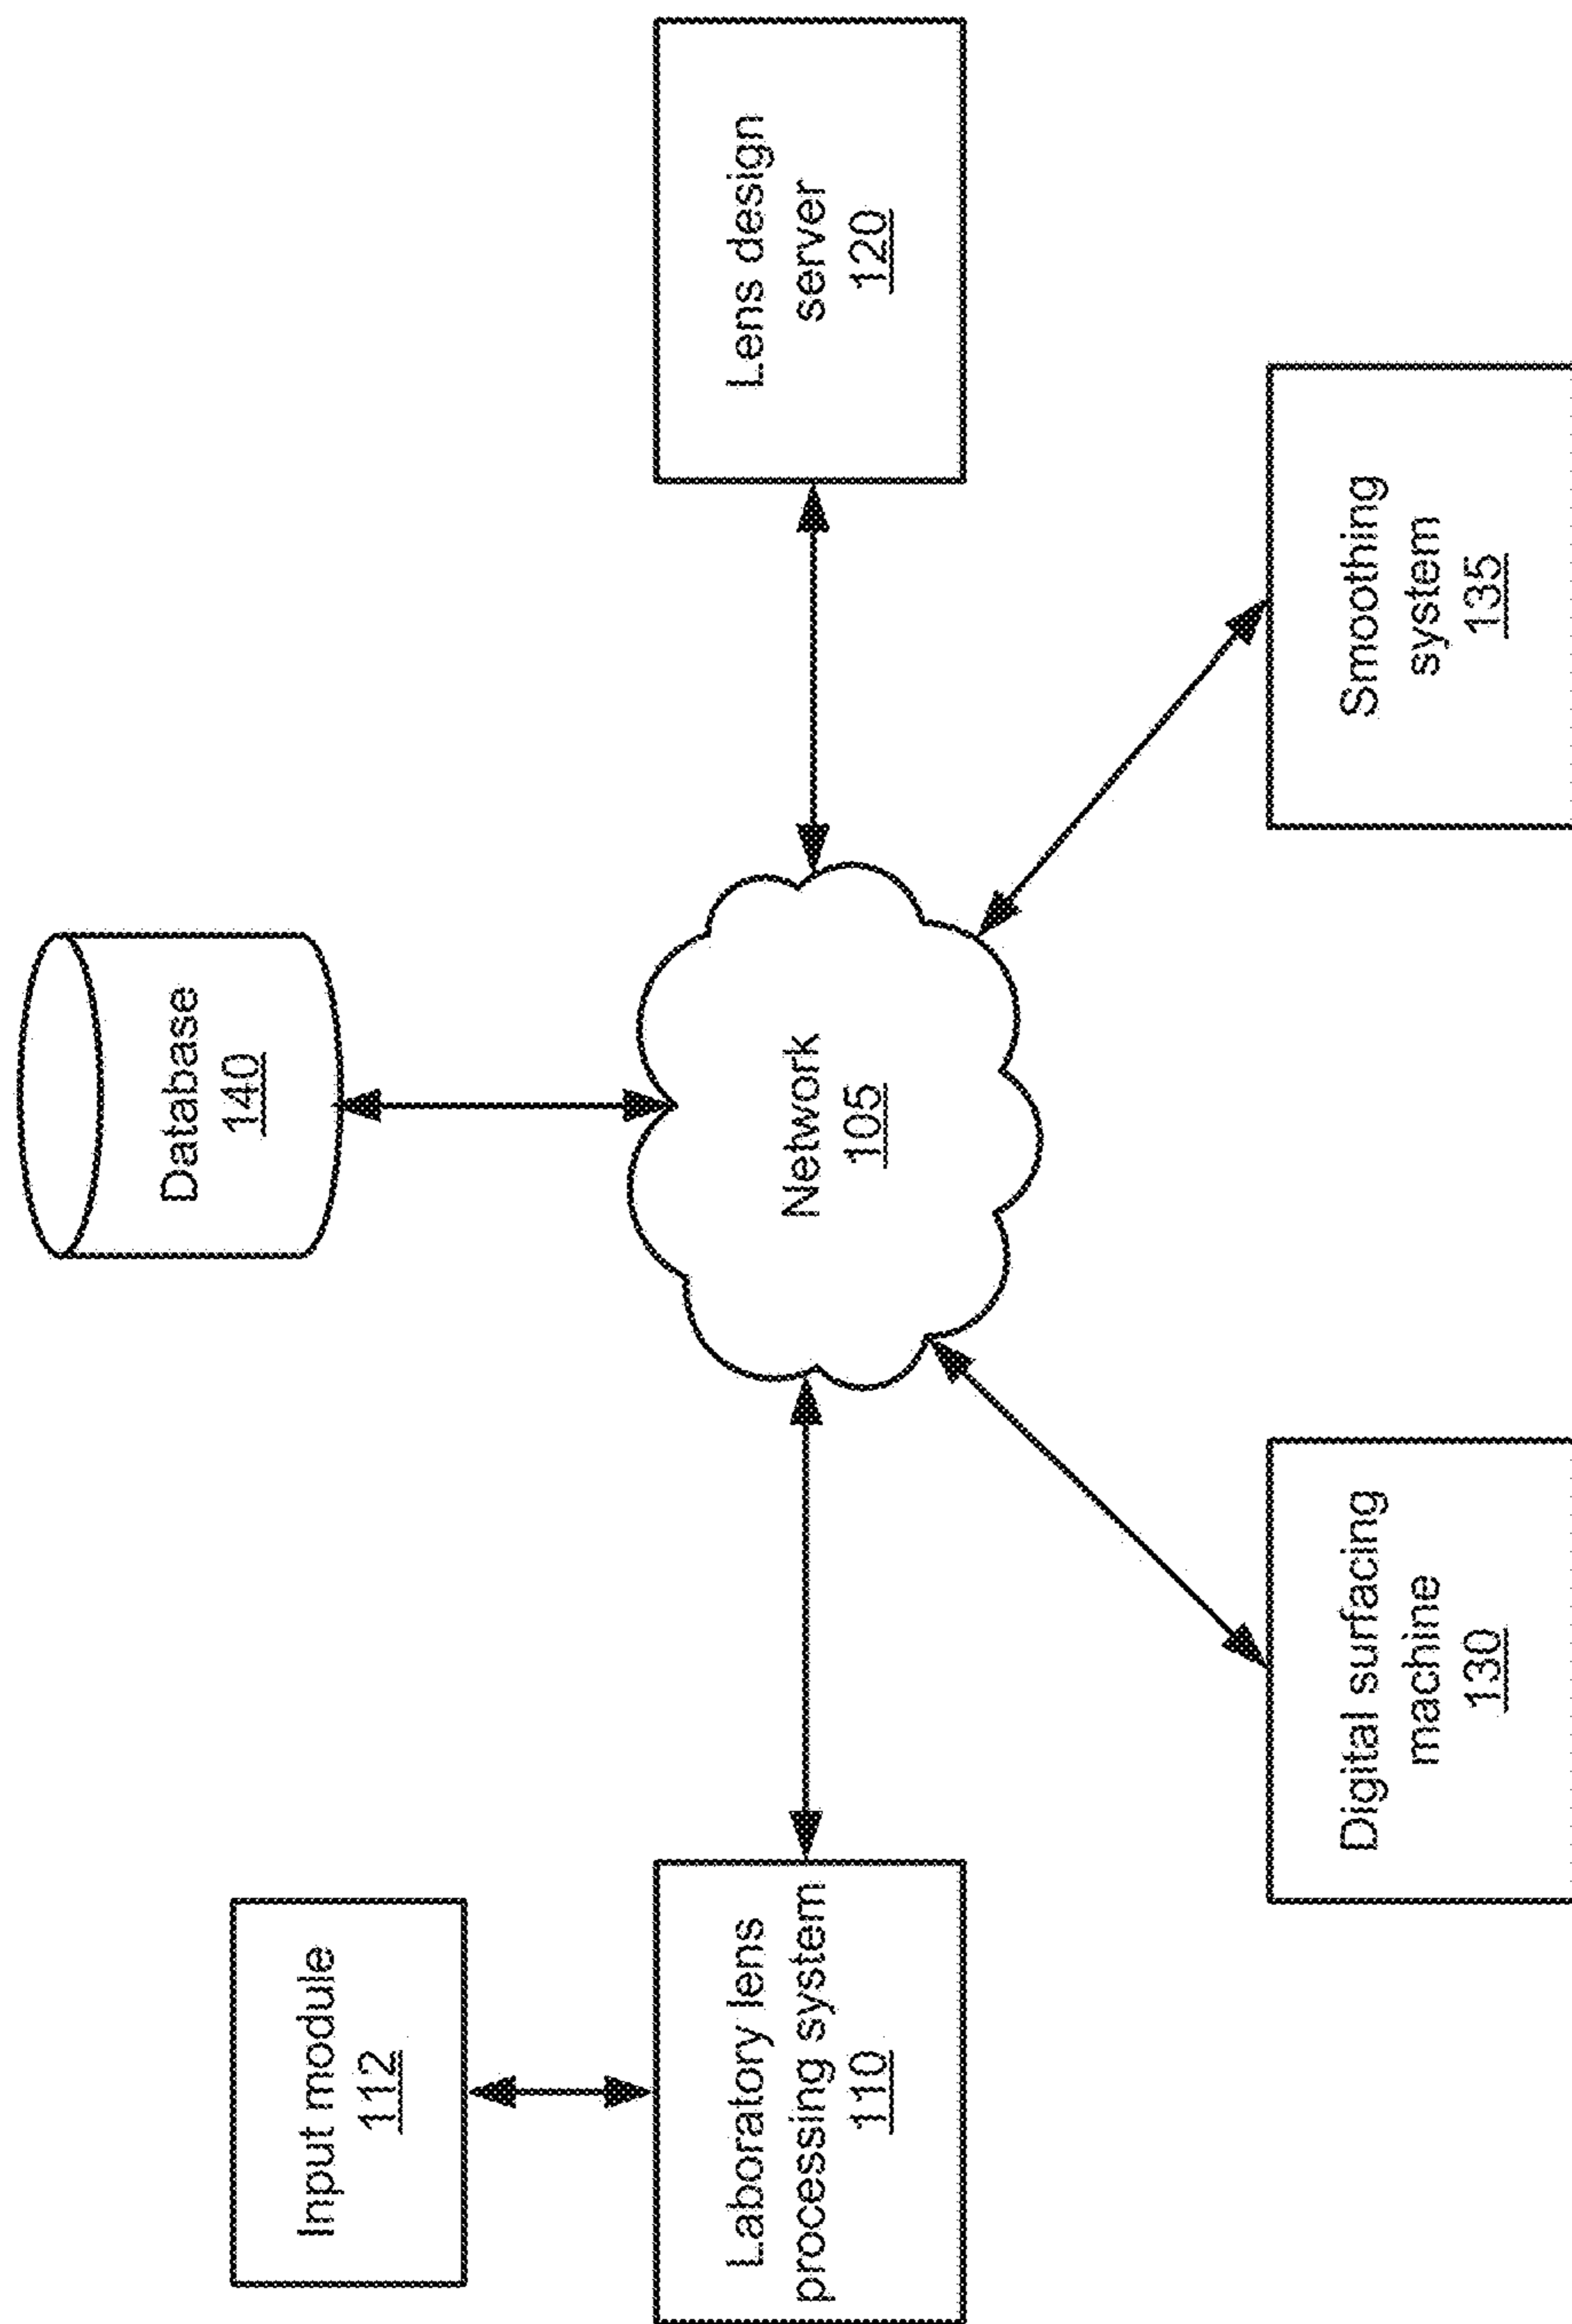 Database
140
Input module
112
Laboratory lens
processing system
110
Network
105
Lens design
server
120
Digital surfacing
machine
130
Smoothing
system
135